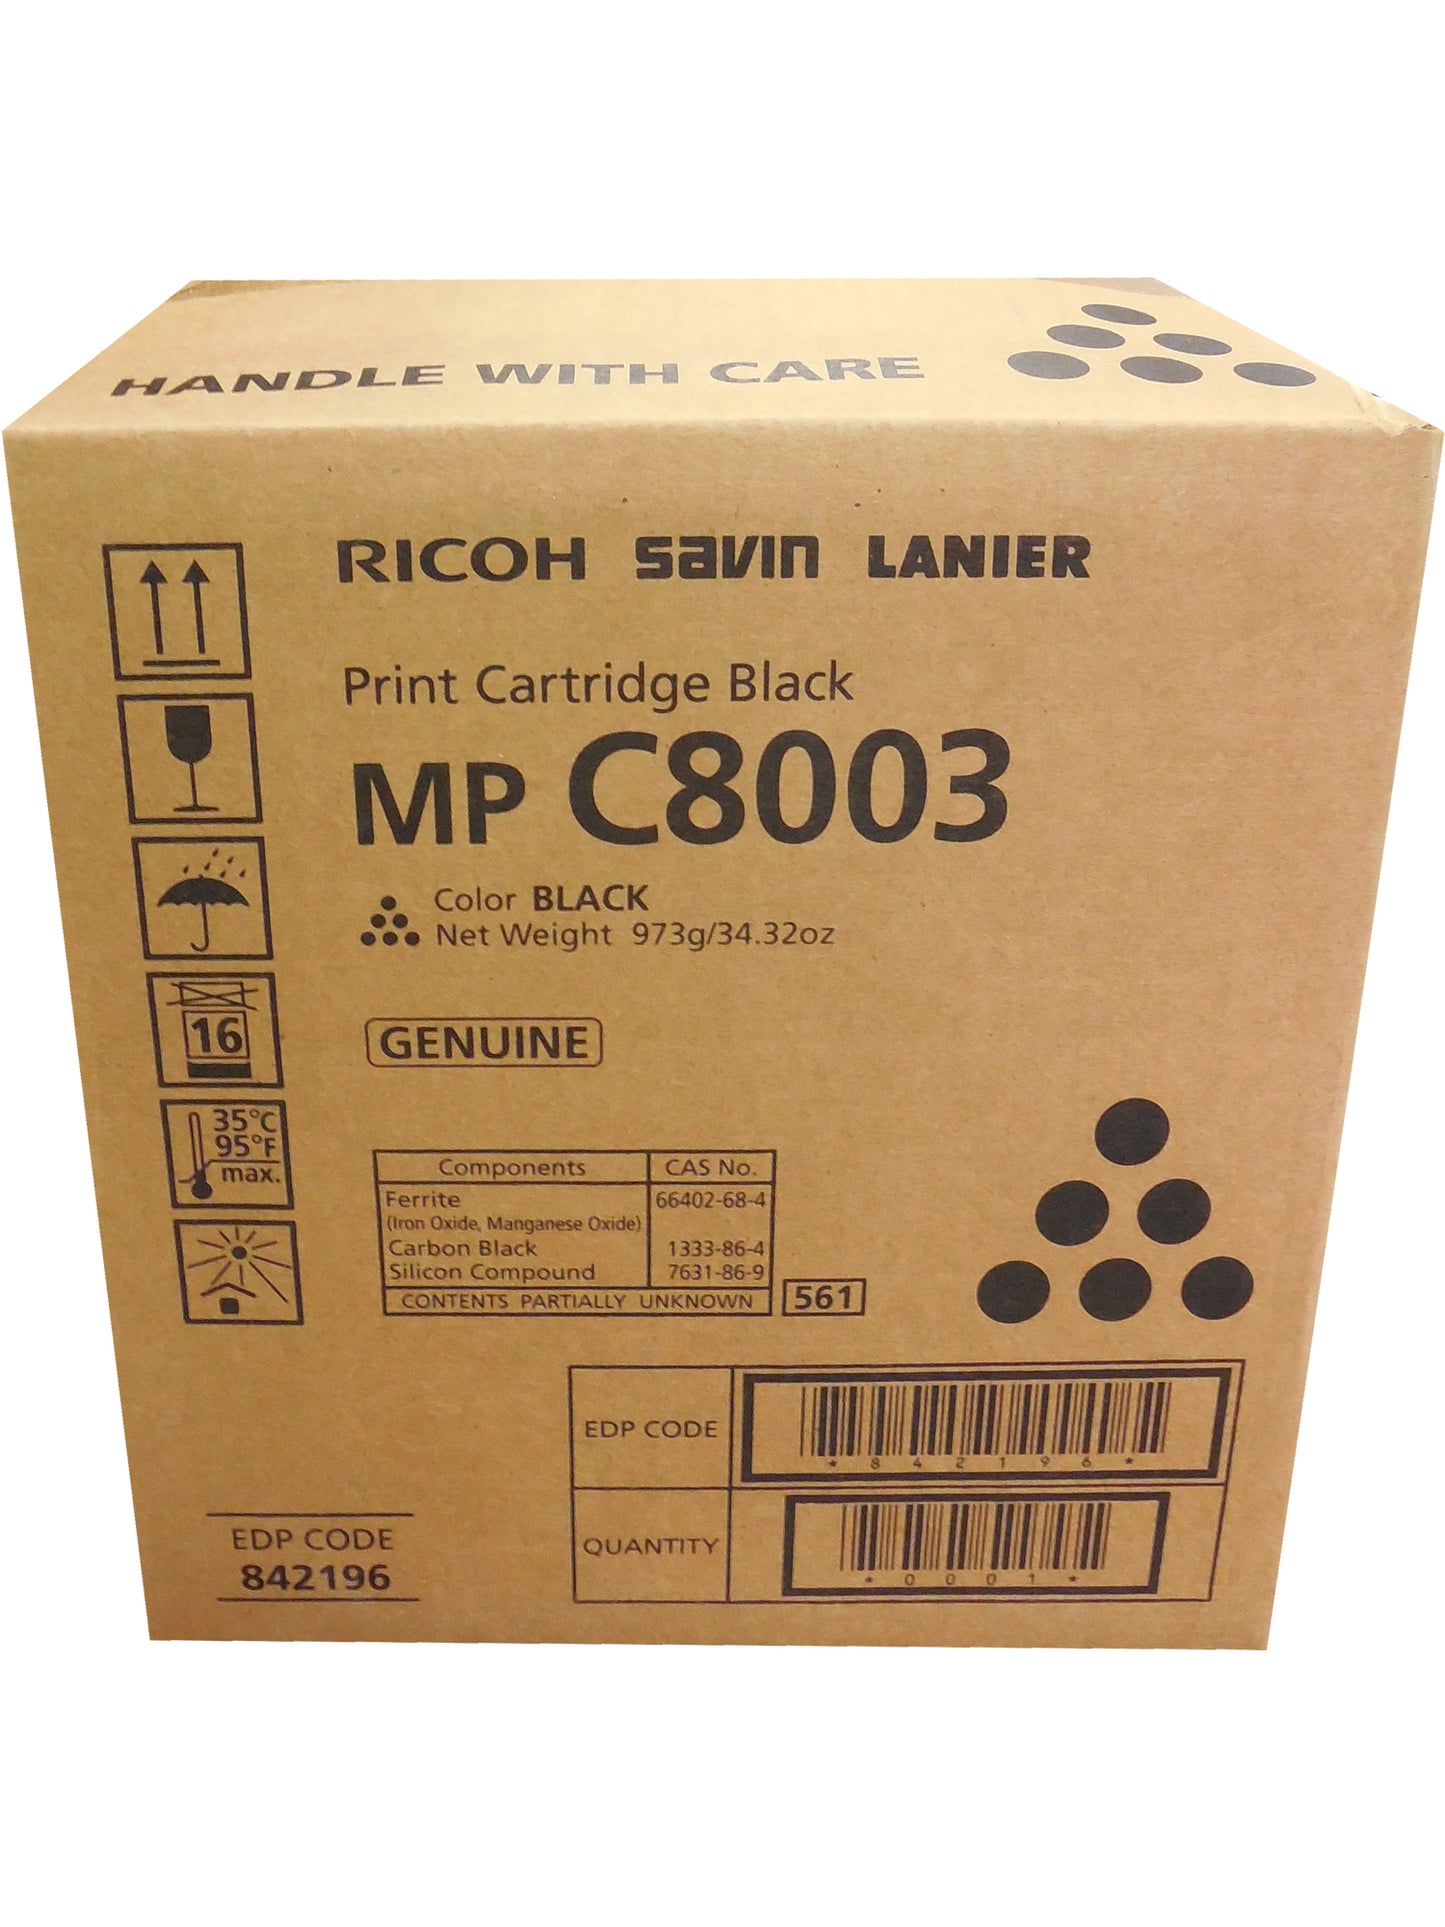 HANDLE WITH CARE
RICOH savin LANIER
Print Cartridge Black
MP C8003
Color BLACK
Net Weight 973g/34.32oz
GENUINE
16
35°C
95°F
max.
Components CAS No.
Ferrite 66402-68-4
(Iron Oxide, Manganese Oxide)
Carbon Black 1333-86-4
Silicon Compound 7631-86-9
CONTENTS PARTIALLY UNKNOWN
561
EDP CODE
*842196*
QUANTITY
*0001*
EDP CODE
842196